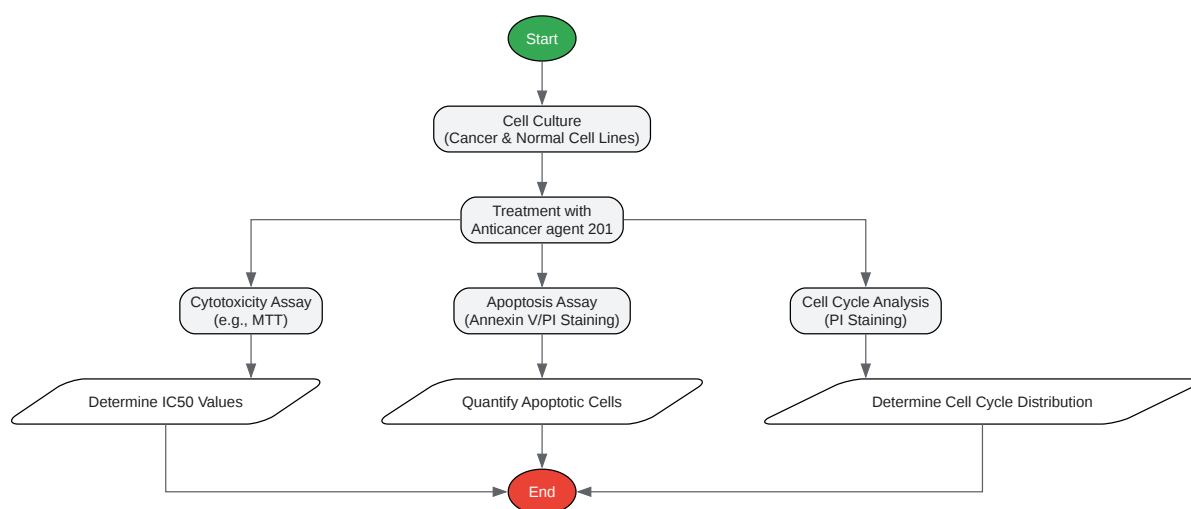 Start
Cell Culture
(Cancer & Normal Cell Lines)
Treatment with
Anticancer agent 201
Cytotoxicity Assay
(e.g., MTT)
Apoptosis Assay
(Annexin V/PI Staining)
Cell Cycle Analysis
(PI Staining)
Determine IC50 Values
Quantify Apoptotic Cells
Determine Cell Cycle Distribution
End